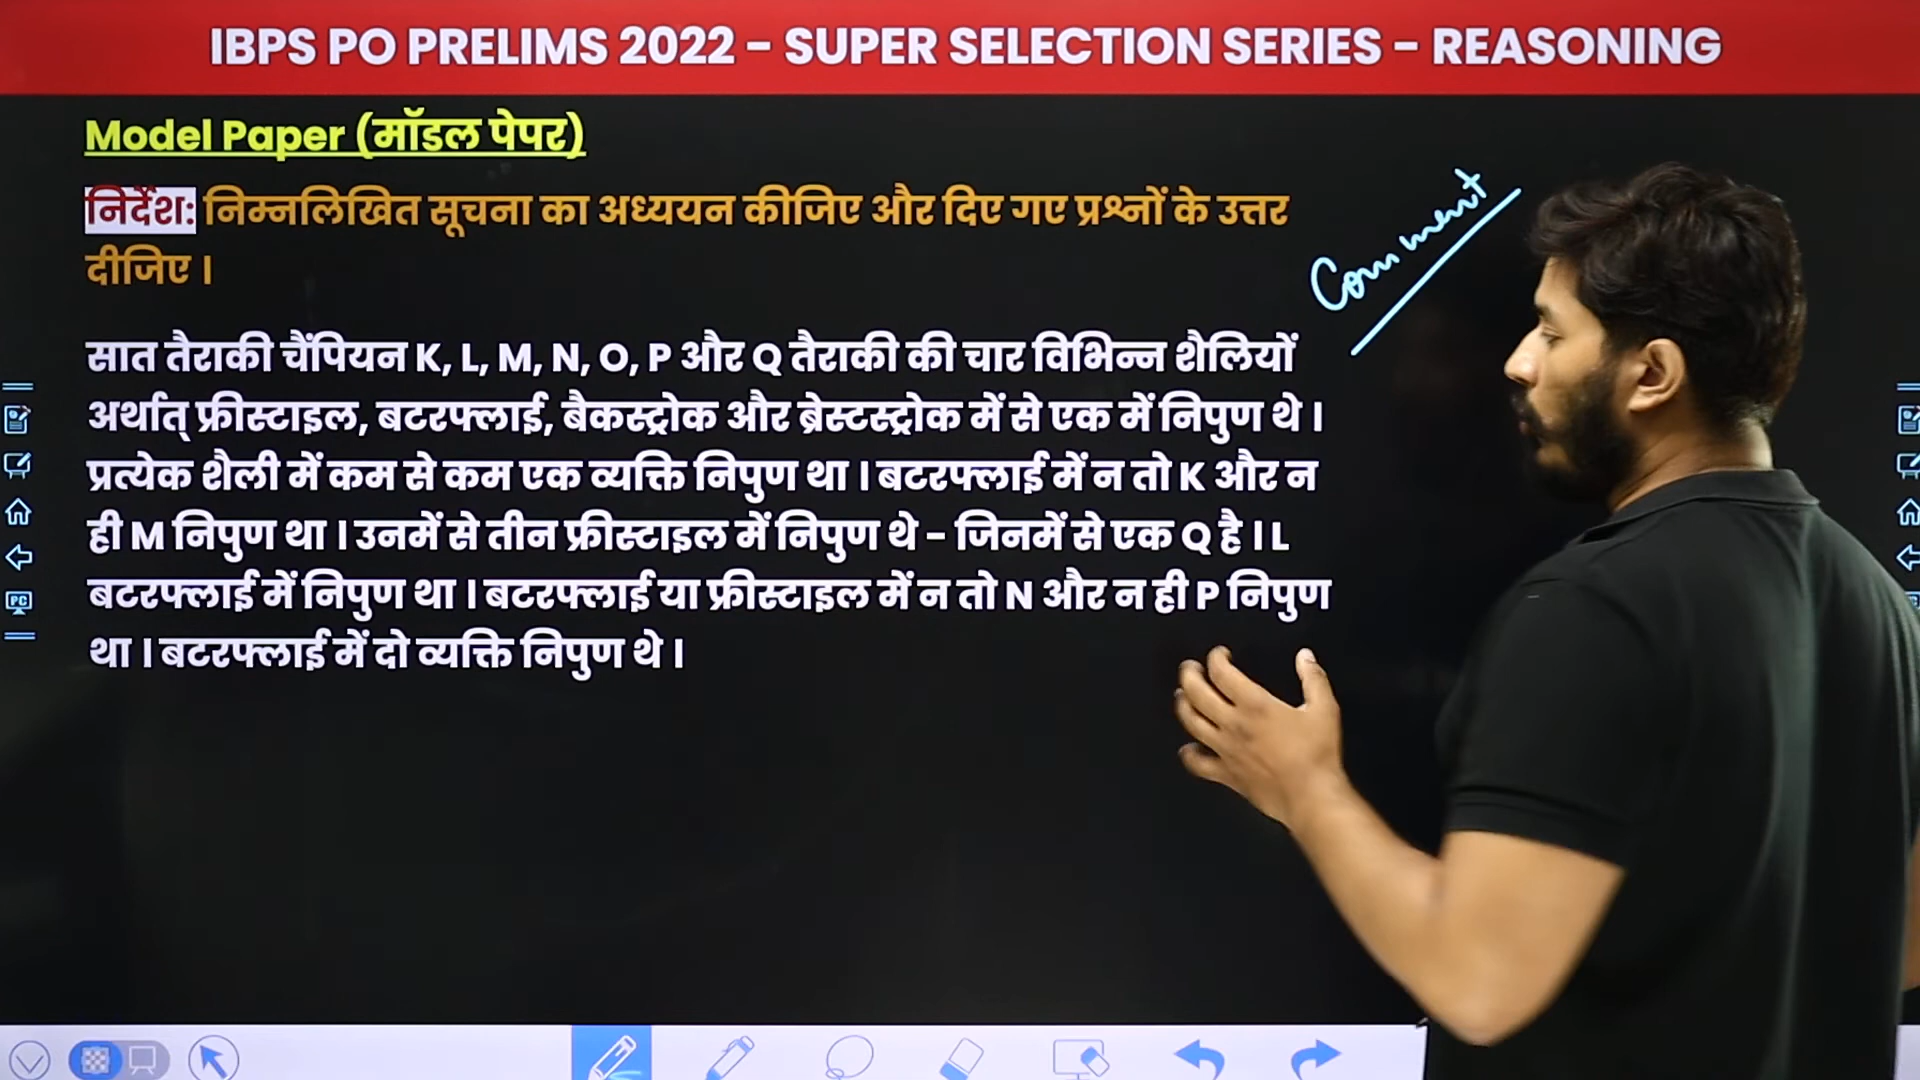 IBPS PO PRELIMS 2022 – SUPER SELECTION SERIES – REASONING
Model Paper (मॉडल पेपर)
निर्देश: निम्नलिखित सूचना का अध्ययन कीजिए और दिए गए प्रश्नों के उत्तर
दीजिए ।
Comment
सात तैराकी चैंपियन K, L, M, N, O, P और Q तैराकी की चार विभिन्न शैलियों
अर्थात् फ्रीस्टाइल, बटरफ्लाई, बैकस्ट्रोक और ब्रेस्टस्ट्रोक में से एक में निपुण थे ।
प्रत्येक शैली में कम से कम एक व्यक्ति निपुण था । बटरफ्लाई में न तो K और न
ही M निपुण था । उनमें से तीन फ्रीस्टाइल में निपुण थे – जिनमें से एक Q है । L
बटरफ्लाई में निपुण था । बटरफ्लाई या फ्रीस्टाइल में न तो N और न ही P निपुण
था । बटरफ्लाई में दो व्यक्ति निपुण थे ।
PC